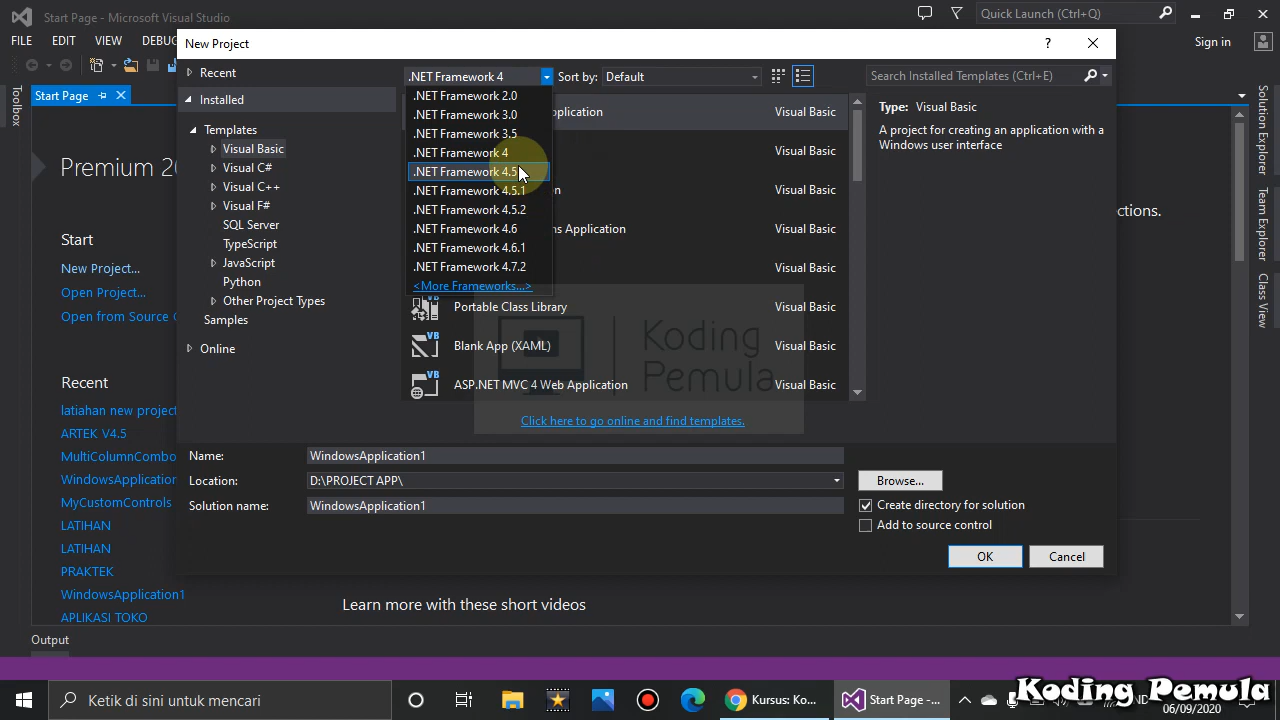 Start Page - Microsoft Visual Studio
Quick Launch (Ctrl+Q)
FILE EDIT VIEW DEBUG
Sign in
New Project
Start Page
Toolbox
Recent
Installed
Templates
Visual Basic
Visual C#
Visual C++
Visual F#
SQL Server
TypeScript
JavaScript
Python
Other Project Types
Samples
Online
.NET Framework 4
Sort by: Default
Search Installed Templates (Ctrl+E)
.NET Framework 2.0
.NET Framework 3.0
.NET Framework 3.5
.NET Framework 4
.NET Framework 4.5
.NET Framework 4.5.1
.NET Framework 4.5.2
.NET Framework 4.6
.NET Framework 4.6.1
.NET Framework 4.7.2
<More Frameworks...>
Visual Basic
Visual Basic
Visual Basic
Application Visual Basic
Visual Basic
Portable Class Library Visual Basic
Blank App (XAML) Visual Basic
ASP.NET MVC 4 Web Application Visual Basic
Click here to go online and find templates.
Type: Visual Basic
A project for creating an application with a
Windows user interface
Koding
Pemula
Name: WindowsApplication1
Location: D:\PROJECT APP\
Browse...
Solution name: WindowsApplication1
Create directory for solution
Add to source control
OK Cancel
Premium 20
Start
New Project...
Open Project...
Open from Source
Recent
latiahan new project
ARTEK V4.5
MultiColumnCombo
WindowsApplication
MyCustomControls
LATIHAN
LATIHAN
PRAKTEK
WindowsApplication1
APLIKASI TOKO
ctions.
Learn more with these short videos
Solution Explorer
Team Explorer
Class View
Output
Ketik di sini untuk mencari
Kursus: Ko...
Start Page -...
06/09/2020
Koding Pemula